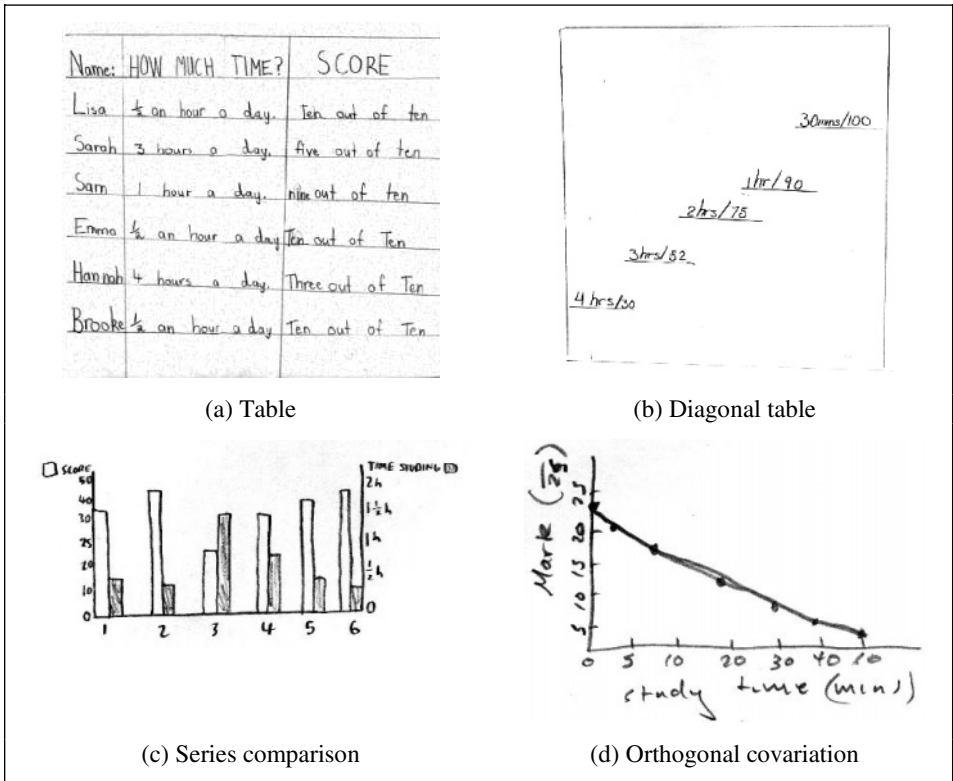 Name: HOW MUCH TIME? SCORE
Lisa ½ an hour a day. Ten out of ten
Sarah 3 hours a day. five out of ten
Sam 1 hour a day. nine out of ten
Emma ½ an hour a day Ten out of Ten
Hannah 4 hours a day. Three out of Ten
Brooke ½ an hour a day Ten out of Ten
(a) Table
30mms/100
1hr/90
2hrs/75
3hrs/52
4 hrs/30
(b) Diagonal table
SCORE
50
40
30
25
20
10
0
TIME STUDING
2h
1½h
1h
½h
0
1 2 3 4 5 6
(c) Series comparison
Mark (25)
25
20
15
10
5
0 5 10 20 30 40 50
study time (mins)
(d) Orthogonal covariation